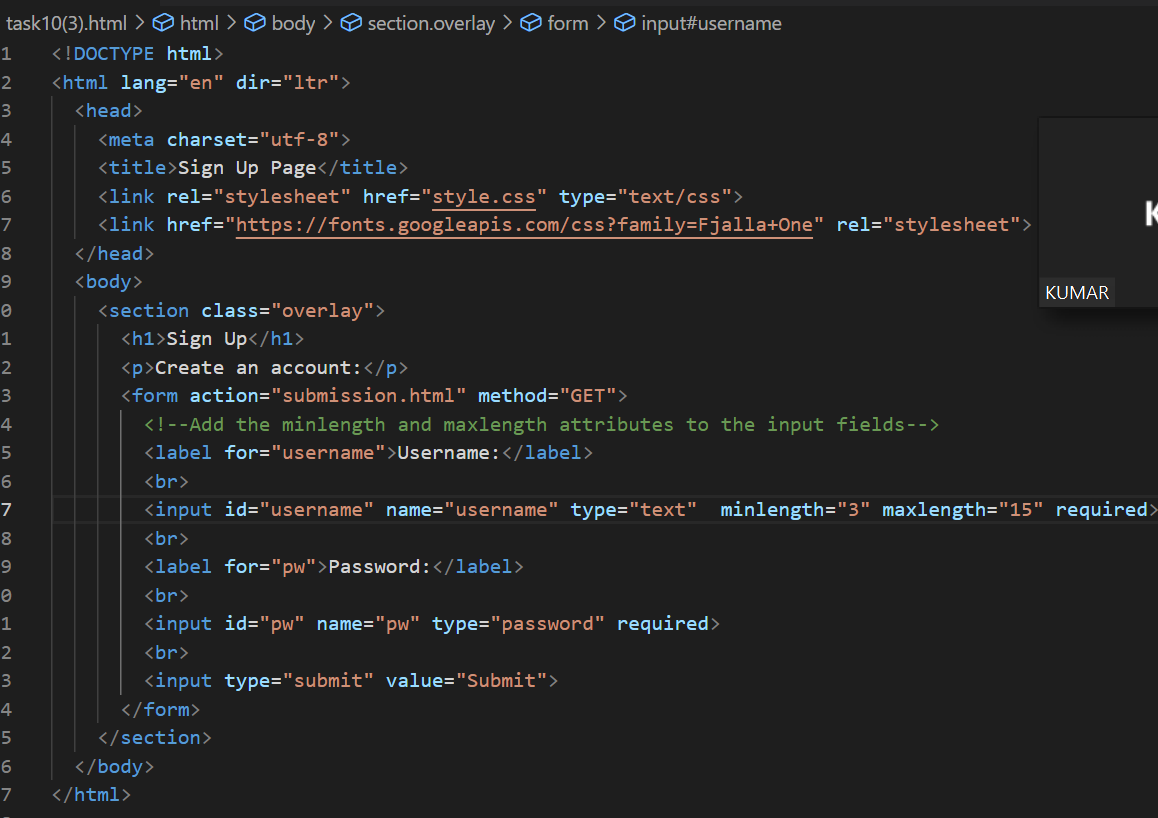 task10(3).html > html > body > section.overlay > form > input#username
1 <!DOCTYPE html>
2 <html lang="en" dir="ltr">
3 <head>
4 <meta charset="utf-8">
5 <title>Sign Up Page</title>
6 <link rel="stylesheet" href="style.css" type="text/css">
7 <link href="https://fonts.googleapis.com/css?family=Fjalla+One" rel="stylesheet">
8 </head>
9 <body>
0 <section class="overlay">
1 <h1>Sign Up</h1>
2 <p>Create an account:</p>
3 <form action="submission.html" method="GET">
4 <!--Add the minlength and maxlength attributes to the input fields-->
5 <label for="username">Username:</label>
6 <br>
7 <input id="username" name="username" type="text"  minlength="3" maxlength="15" required>
8 <br>
9 <label for="pw">Password:</label>
0 <br>
1 <input id="pw" name="pw" type="password" required>
2 <br>
3 <input type="submit" value="Submit">
4 </form>
5 </section>
6 </body>
7 </html>
K
KUMAR